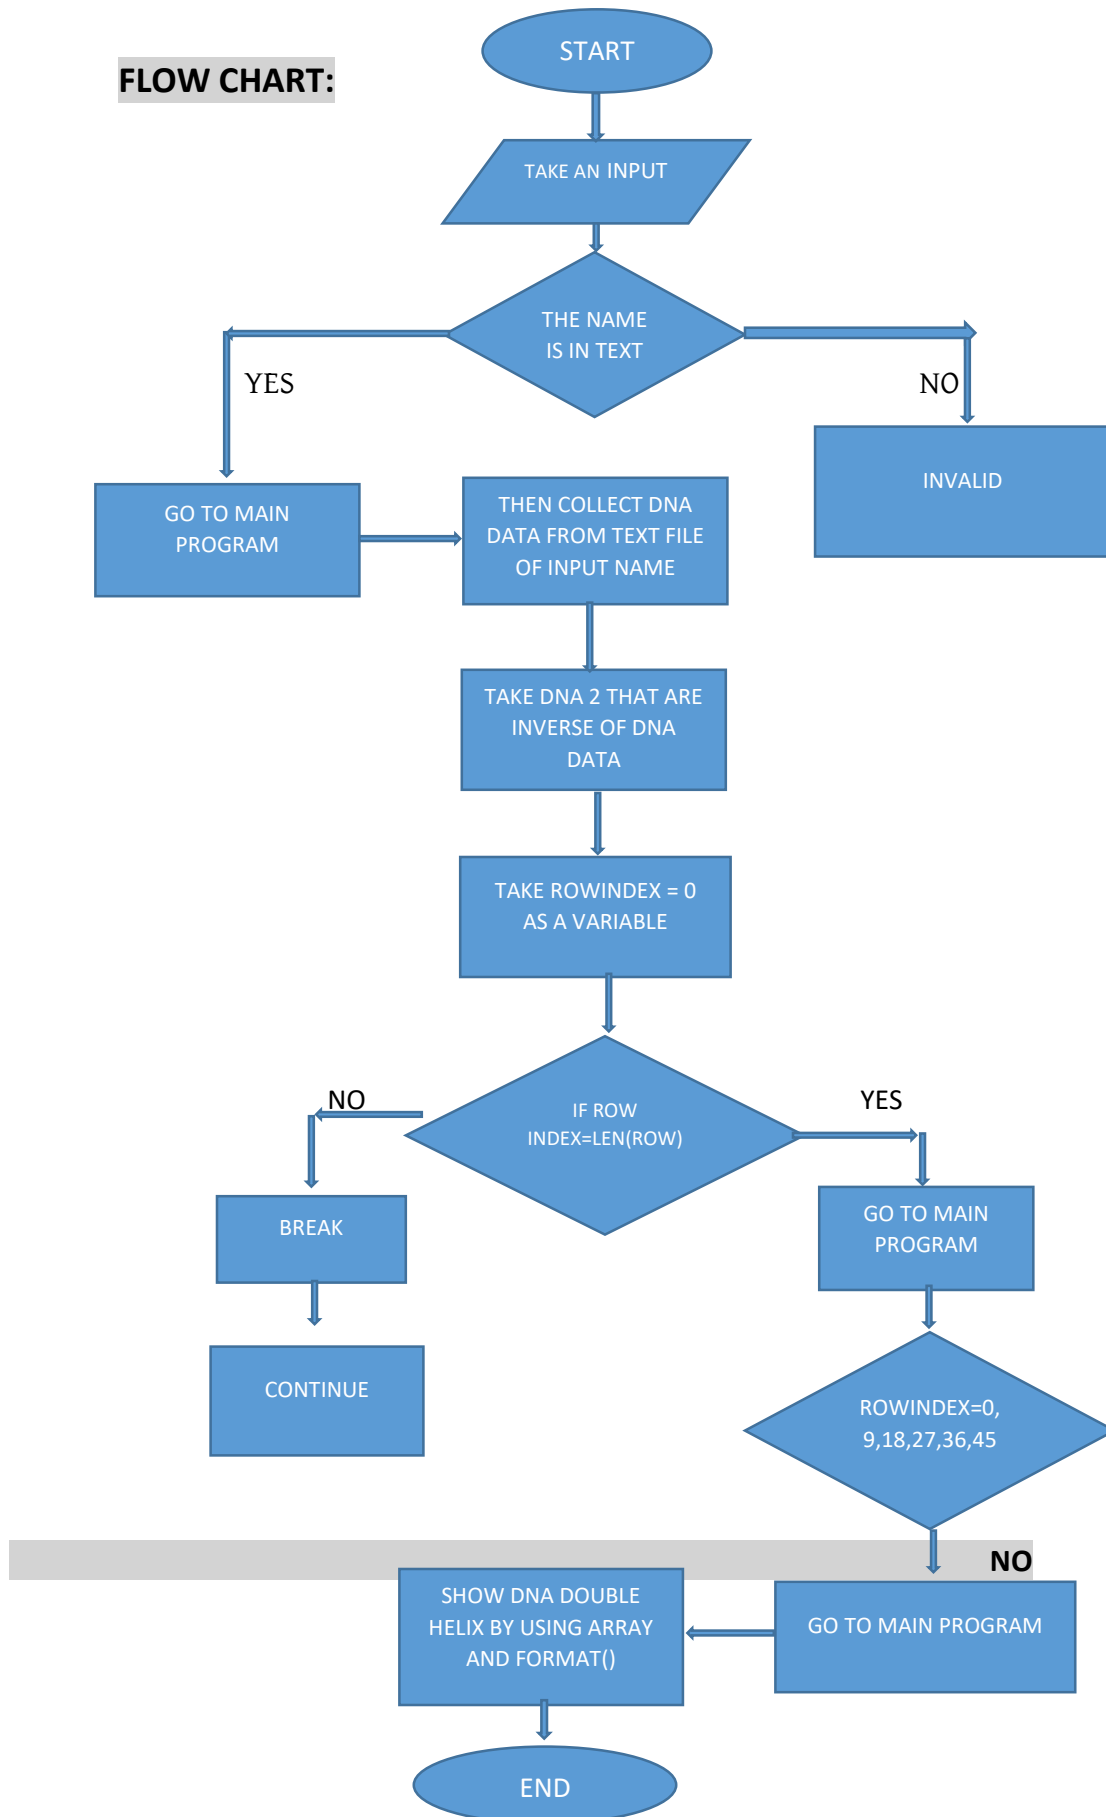 START
FLOW CHART:
TAKE AN INPUT
THE NAME
IS IN TEXT
YES
NO
INVALID
GO TO MAIN
PROGRAM
THEN COLLECT DNA
DATA FROM TEXT FILE
OF INPUT NAME
TAKE DNA 2 THAT ARE
INVERSE OF DNA
DATA
TAKE ROWINDEX = 0
AS A VARIABLE
NO
IF ROW
INDEX=LEN(ROW)
YES
BREAK
GO TO MAIN
PROGRAM
CONTINUE
ROWINDEX=0,
9,18,27,36,45
NO
SHOW DNA DOUBLE
HELIX BY USING ARRAY
AND FORMAT()
GO TO MAIN PROGRAM
END